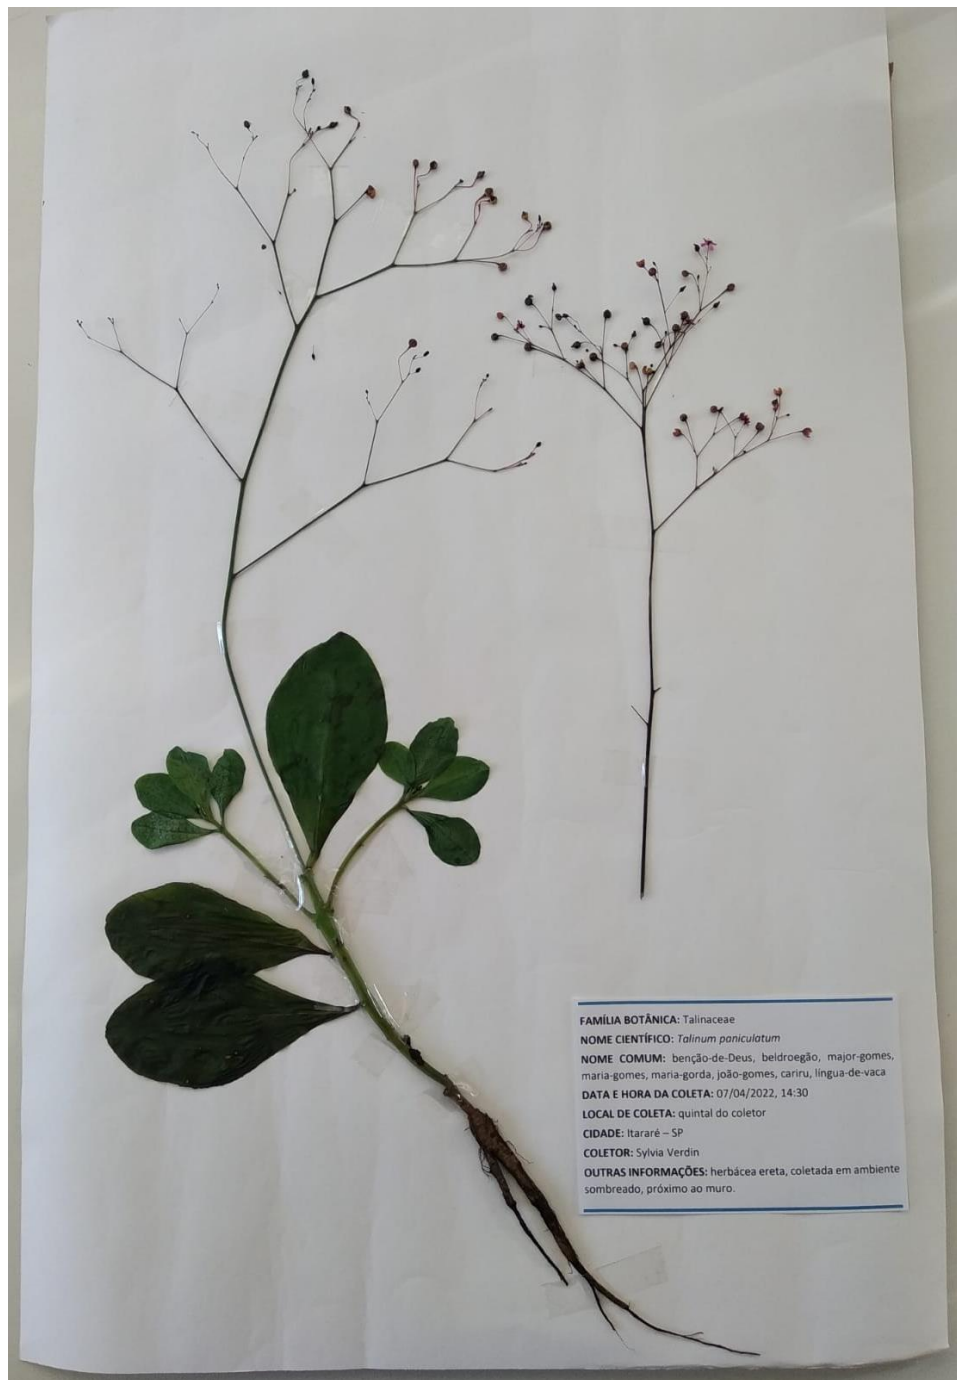 FAMÍLIA BOTÂNICA: Talinaceae
NOME CIENTÍFICO: Talinum paniculatum
NOME COMUM: benção-de-Deus, beldroegão, major-gomes,
maria-gomes, maria-gorda, joão-gomes, cariru, língua-de-vaca
DATA E HORA DA COLETA: 07/04/2022, 14:30
LOCAL DE COLETA: quintal do coletor
CIDADE: Itararé – SP
COLETOR: Sylvia Verdin
OUTRAS INFORMAÇÕES: herbácea ereta, coletada em ambiente
sombreado, próximo ao muro.